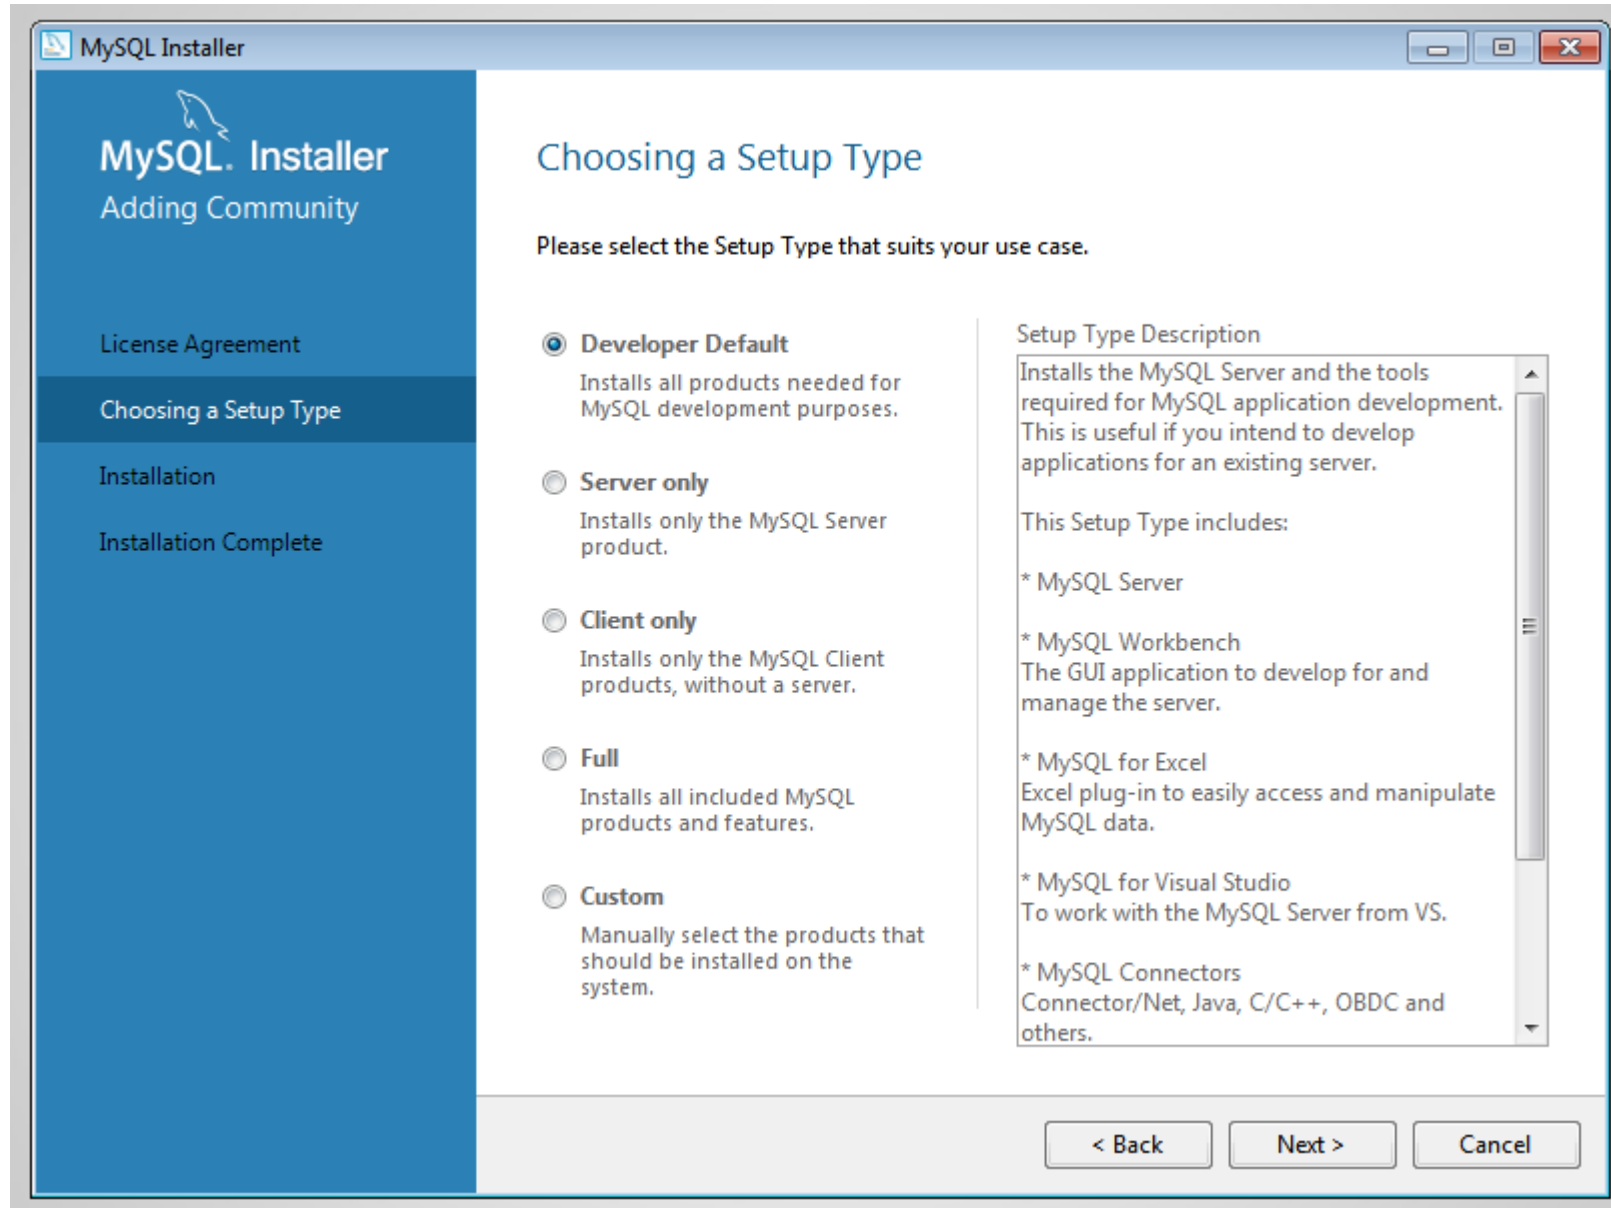 MySQL Installer
MySQL. Installer
Adding Community
License Agreement
Choosing a Setup Type
Installation
Installation Complete
Choosing a Setup Type
Please select the Setup Type that suits your use case.
Developer Default
Installs all products needed for
MySQL development purposes.
Server only
Installs only the MySQL Server
product.
Client only
Installs only the MySQL Client
products, without a server.
Full
Installs all included MySQL
products and features.
Custom
Manually select the products that
should be installed on the
system.
Setup Type Description
Installs the MySQL Server and the tools
required for MySQL application development.
This is useful if you intend to develop
applications for an existing server.
This Setup Type includes:
* MySQL Server
* MySQL Workbench
The GUI application to develop for and
manage the server.
* MySQL for Excel
Excel plug-in to easily access and manipulate
MySQL data.
* MySQL for Visual Studio
To work with the MySQL Server from VS.
* MySQL Connectors
Connector/Net, Java, C/C++, OBDC and
others.
< Back
Next >
Cancel